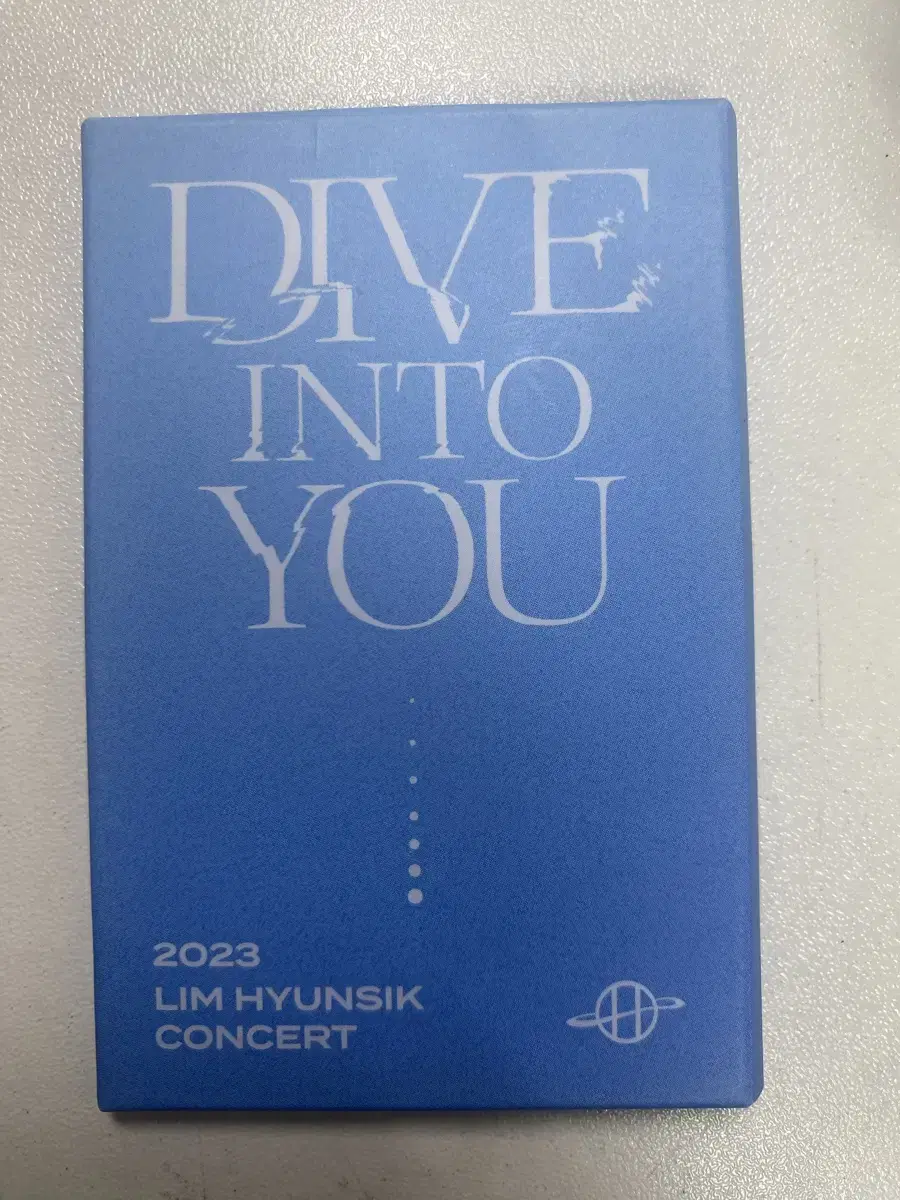 DIVE
INTO
YOU
2023
LIM HYUNSIK
CONCERT
H